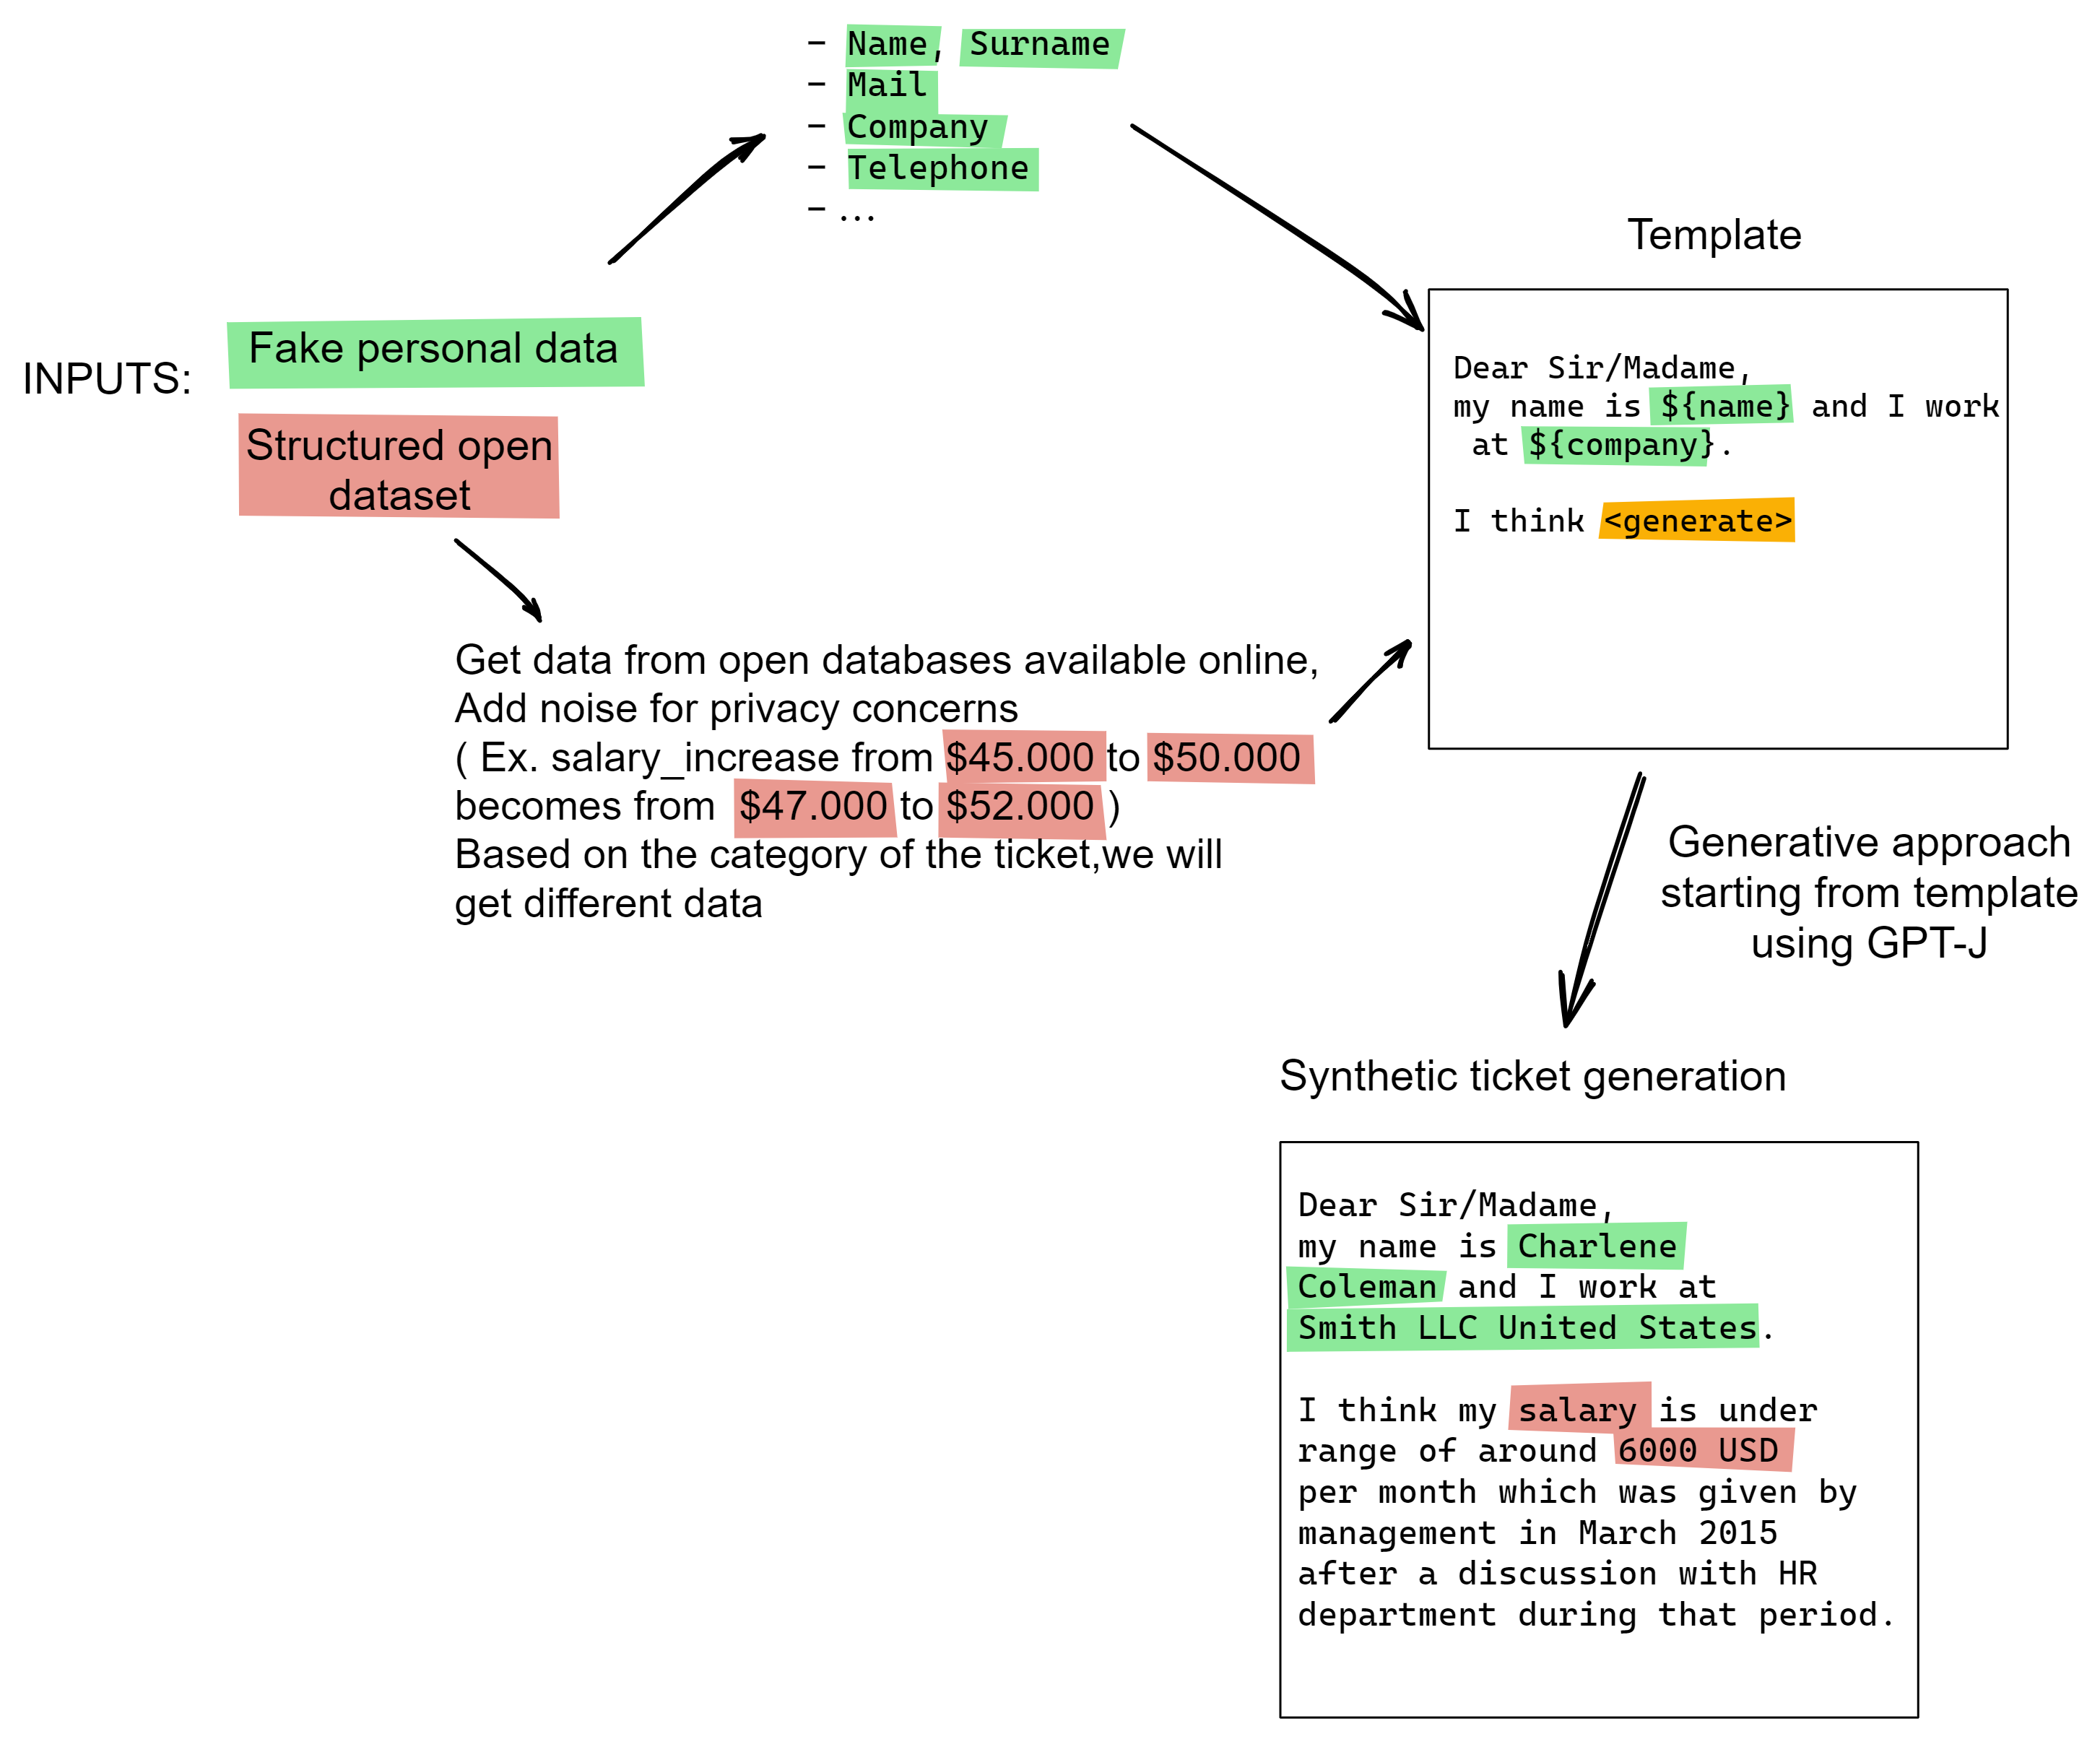 - Name, Surname
- Mail
- Company
- Telephone
- ...
INPUTS:
Fake personal data
Structured open
dataset
Get data from open databases available online,
Add noise for privacy concerns
( Ex. salary_increase from $45.000 to $50.000
becomes from $47.000 to $52.000 )
Based on the category of the ticket,we will
get different data
Template
Dear Sir/Madame,
my name is ${name} and I work
at ${company}.
I think <generate>
Generative approach
starting from template
using GPT-J
Synthetic ticket generation
Dear Sir/Madame,
my name is Charlene
Coleman and I work at
Smith LLC United States.
I think my salary is under
range of around 6000 USD
per month which was given by
management in March 2015
after a discussion with HR
department during that period.